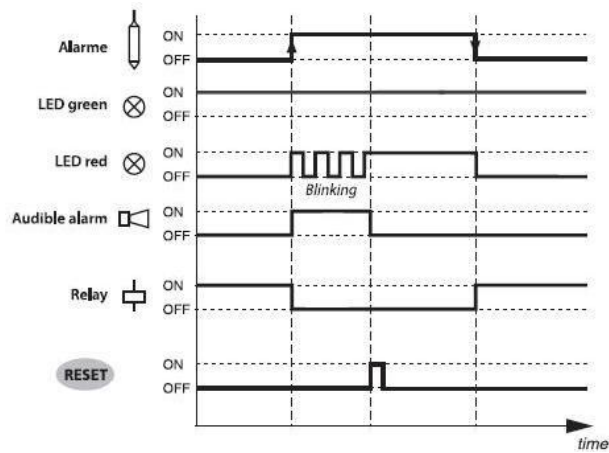 Alarme
ON
OFF
LED green
ON
OFF
LED red
ON
OFF
Blinking
Audible alarm
ON
OFF
Relay
ON
OFF
RESET
ON
OFF
time